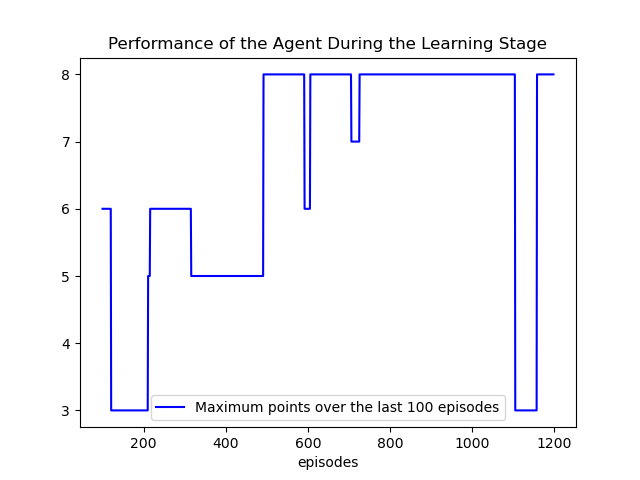 Performance of the Agent During the Learning Stage
8
7
6
5
4
3
Maximum points over the last 100 episodes
200 400 600 800 1000 1200
episodes